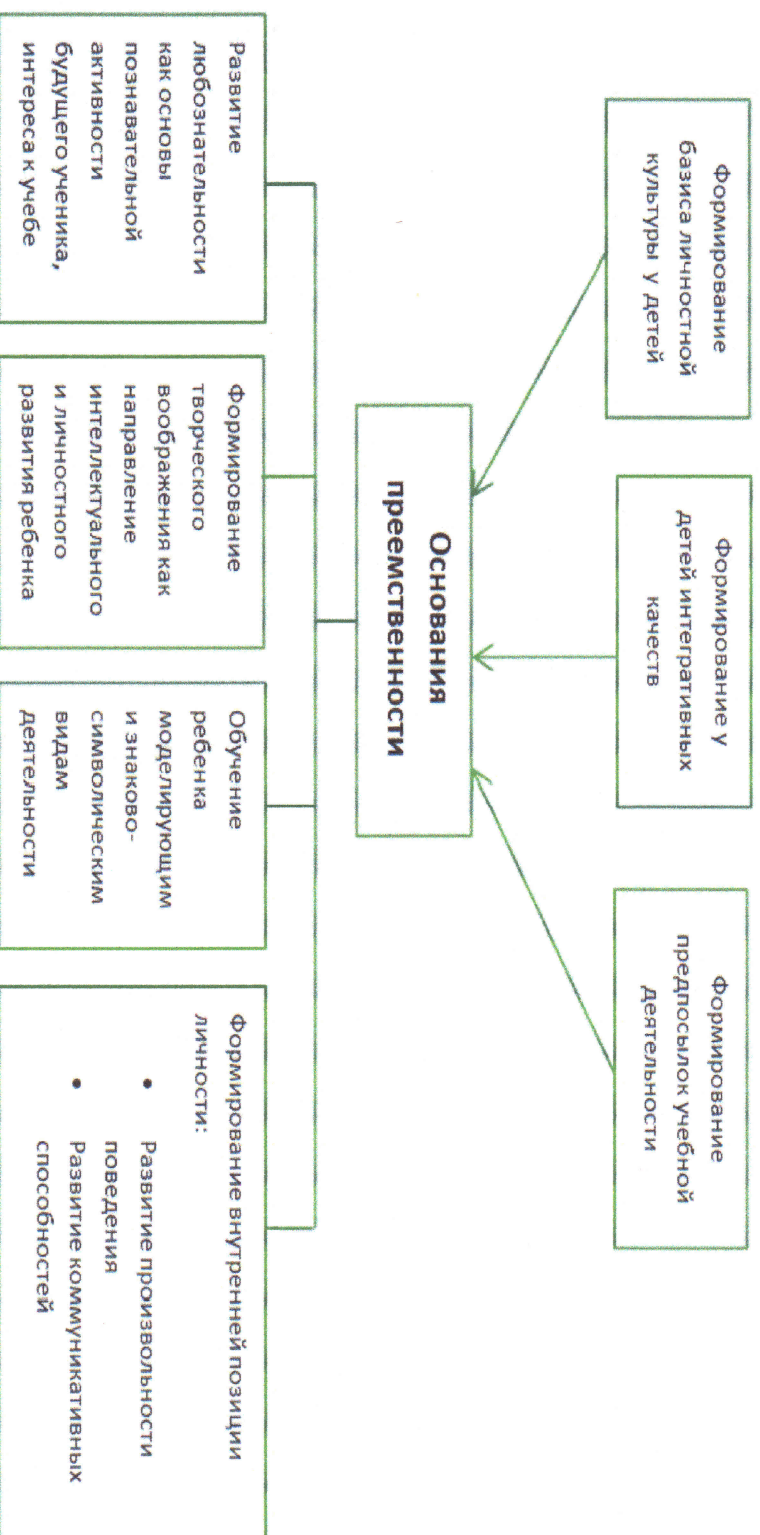 Формирование
базиса личностной
культуры у детей
Формирование у
детей интегративных
качеств
Формирование
предпосылок учебной
деятельности
Основания
преемственности
Развитие
любознательности
как основы
познавательной
активности
будущего ученика,
интереса к учебе
Формирование
творческого
воображения как
направление
интеллектуального
и личностного
развития ребенка
Обучение
ребенка
моделирующим
и знаково-
символическим
видам
деятельности
Формирование внутренней позиции
личности:
• Развитие произвольности
поведения
• Развитие коммуникативных
способностей